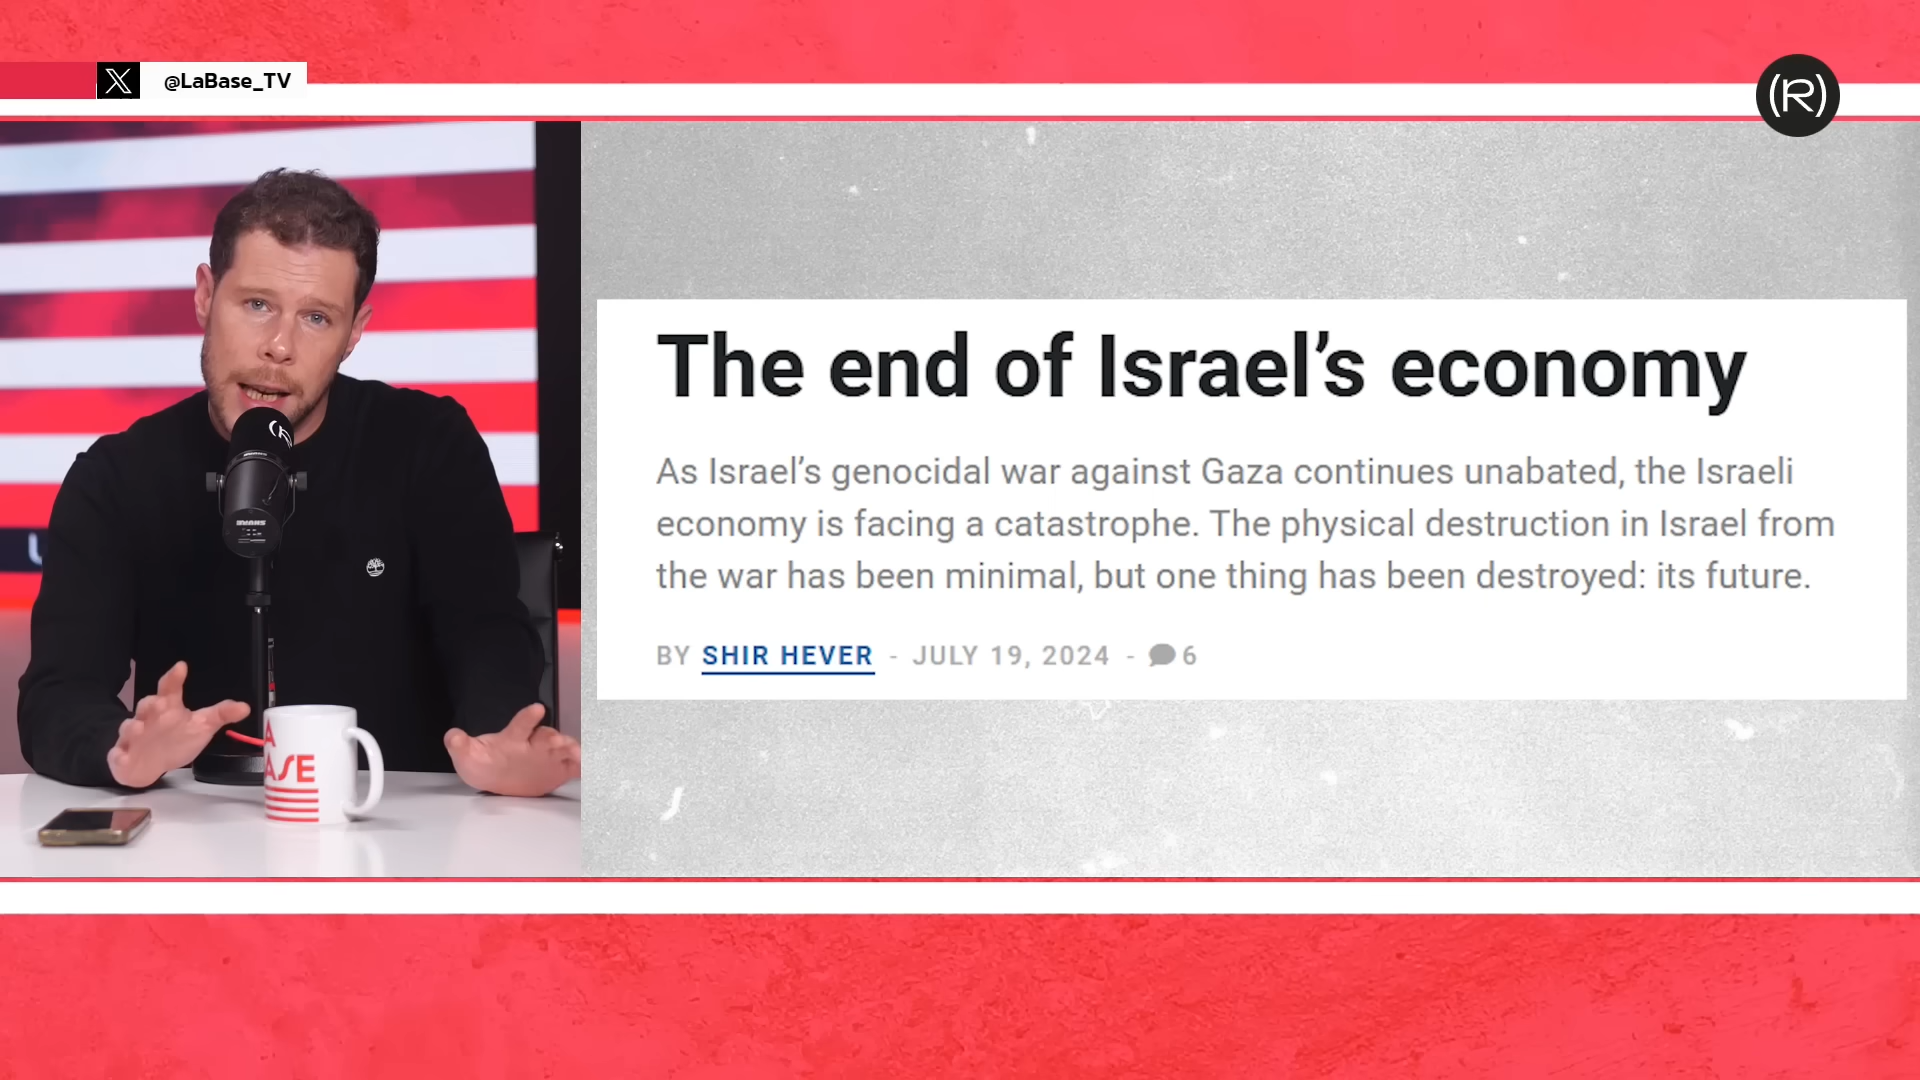 @LaBase_TV
(R)
The end of Israel’s economy
As Israel’s genocidal war against Gaza continues unabated, the Israeli
economy is facing a catastrophe. The physical destruction in Israel from
the war has been minimal, but one thing has been destroyed: its future.
BY SHIR HEVER - JULY 19, 2024 - 6
A
ASE